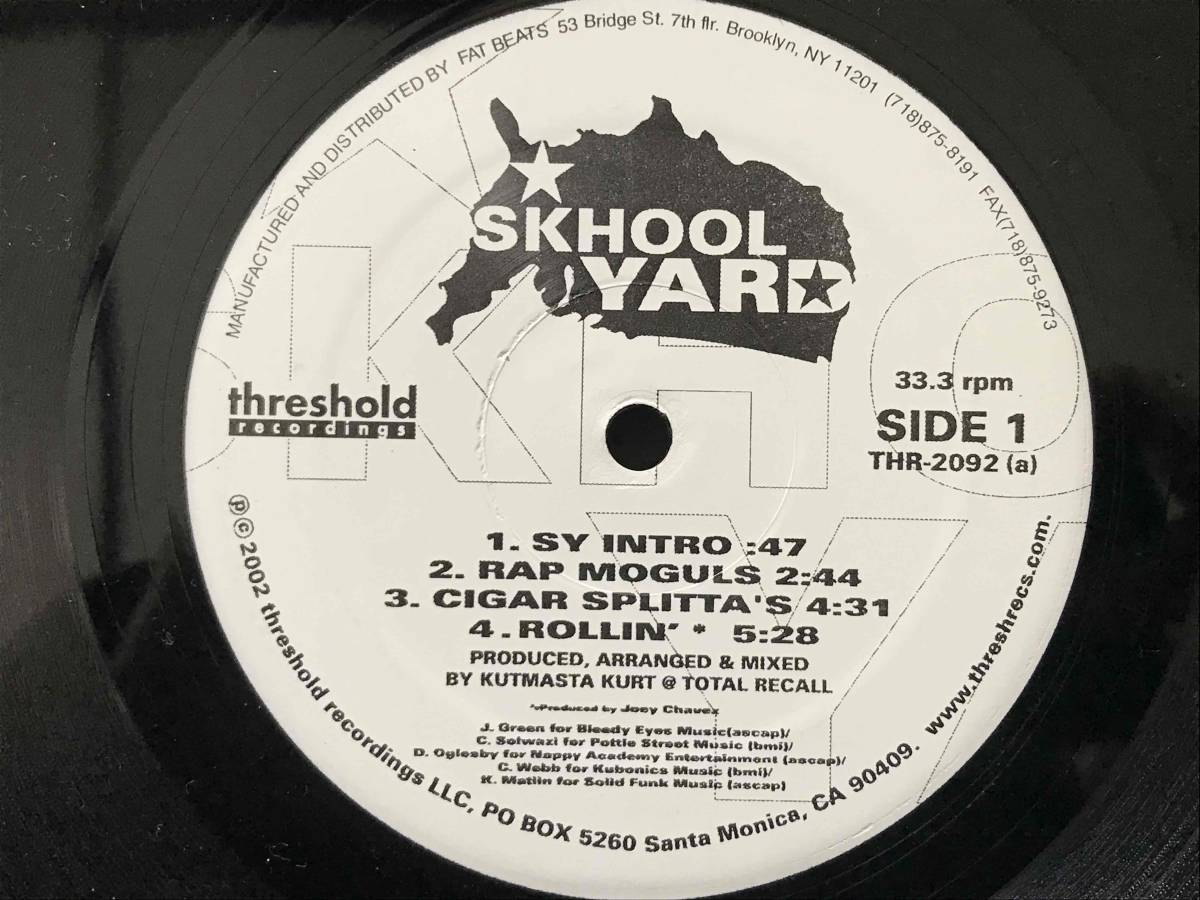 MANUFACTURED AND DISTRIBUTED BY FAT BEATS 53 Bridge St. 7th flr. Brooklyn, NY 11201 (718)875-8191 FAX(718)875-9273
SKHOOL
YARD
threshold
recordings
33.3 rpm
SIDE 1
THR-2092 (a)
1. SY INTRO :47
2. RAP MOGULS 2:44
3. CIGAR SPLITTA'S 4:31
4. ROLLIN' * 5:28
PRODUCED, ARRANGED & MIXED
BY KUTMASTA KURT @ TOTAL RECALL
*Produced by Joey Chavez
J. Green for Bleedy Eyes Music(ascap)/
C. Solwazi for Pottle Street Music (bmi)/
D. Oglesby for Nappy Academy Entertainment (ascap)/
C. Webb for Kubonics Music (bmi)/
K. Matlin for Solid Funk Music (ascap)
℗©2002 threshold recordings LLC, PO BOX 5260 Santa Monica, CA 90409. www.threshrecs.com.